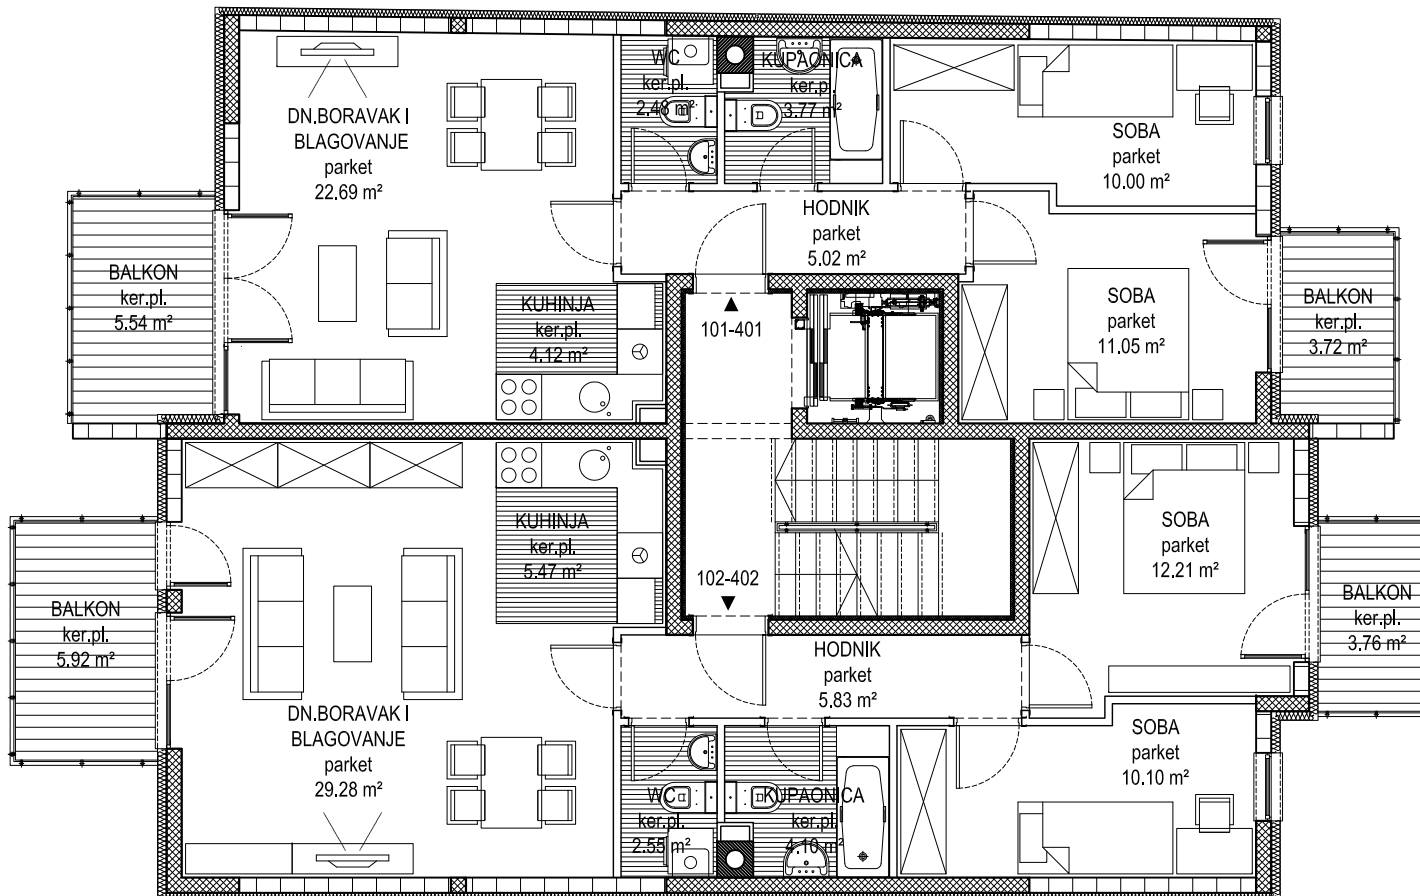 WC
ker.pl.
2.48 m²
KUPAONICA
ker.pl.
3.77 m²
DN.BORAVAK I
BLAGOVANJE
parket
22.69 m²
SOBA
parket
10.00 m²
HODNIK
parket
5.02 m²
BALKON
ker.pl.
5.54 m²
KUHINJA
ker.pl.
4.12 m²
101-401
SOBA
parket
11.05 m²
BALKON
ker.pl.
3.72 m²
KUHINJA
ker.pl.
5.47 m²
102-402
SOBA
parket
12.21 m²
BALKON
ker.pl.
5.92 m²
BALKON
ker.pl.
3.76 m²
HODNIK
parket
5.83 m²
DN.BORAVAK I
BLAGOVANJE
parket
29.28 m²
SOBA
parket
10.10 m²
WC
ker.pl.
2.55 m²
KUPAONICA
ker.pl.
4.10 m²